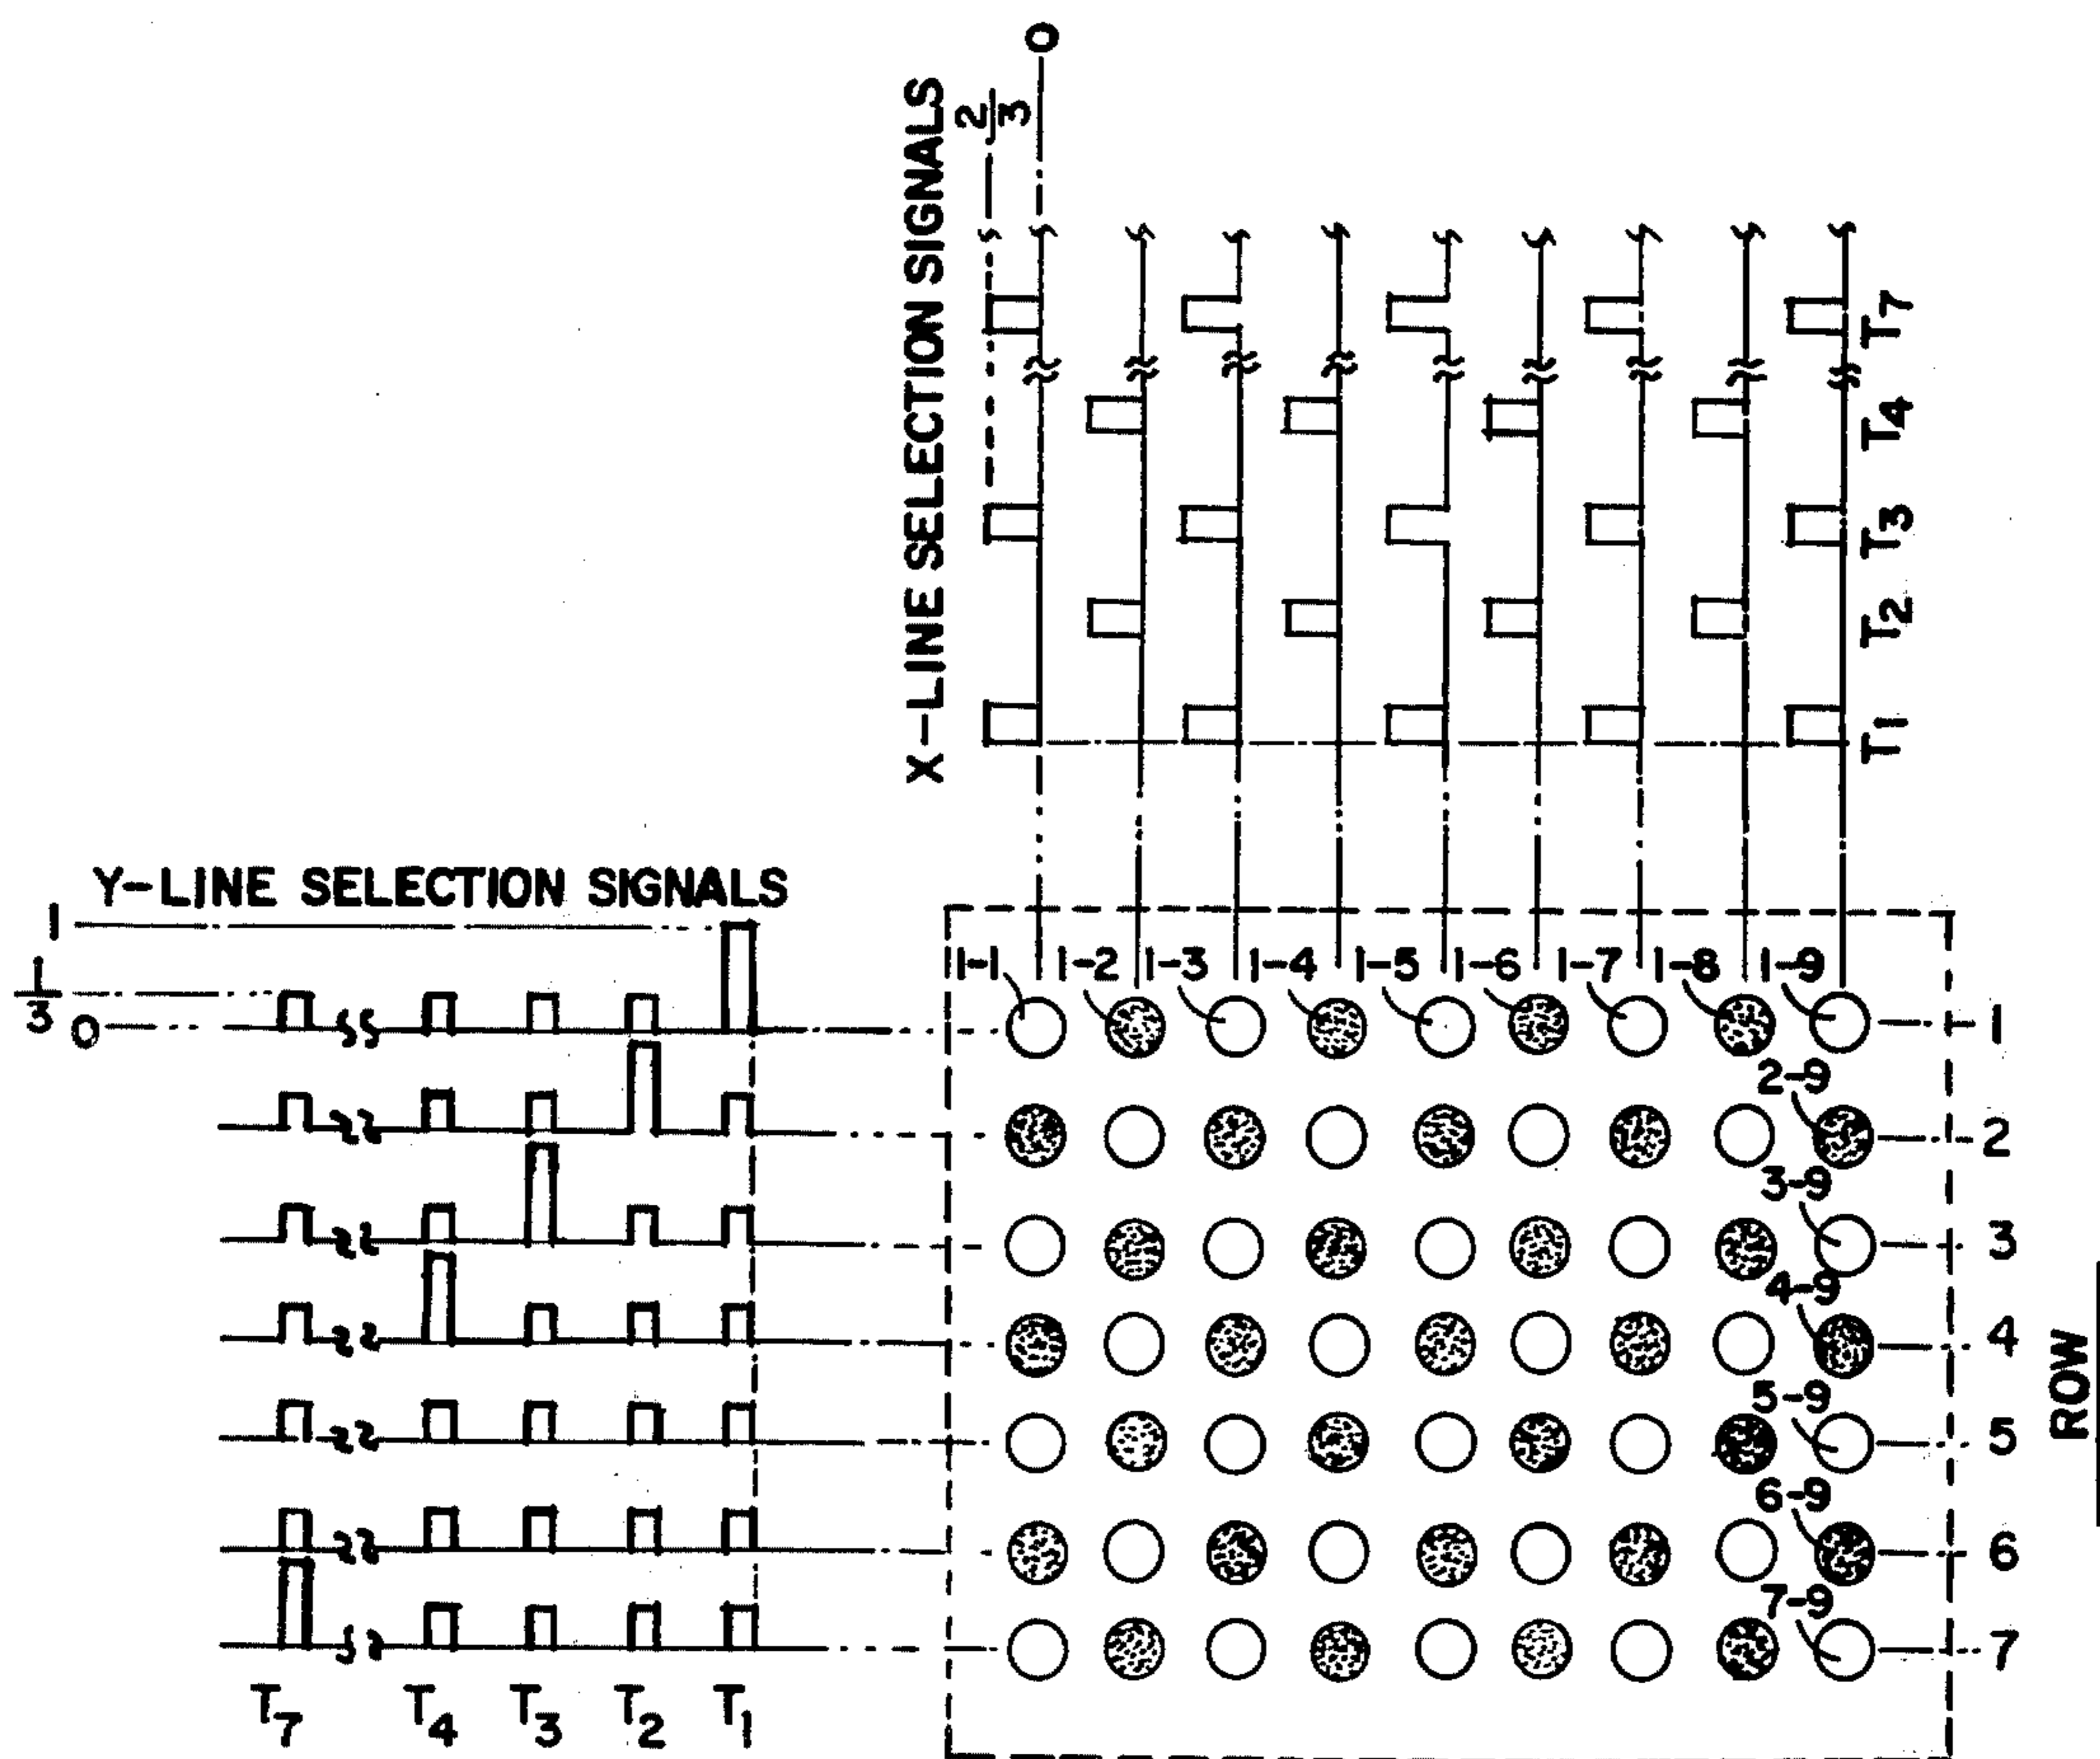 X-LINE SELECTION SIGNALS
2/3
0
T7
T4
T3
T2
T1
Y-LINE SELECTION SIGNALS
1
1/3
0
1-1 1-2 1-3 1-4 1-5 1-6 1-7 1-8 1-9
1
2-9
2
3-9
3
4-9
4
5-9
5
6-9
6
7-9
7
ROW
T7 T4 T3 T2 T1